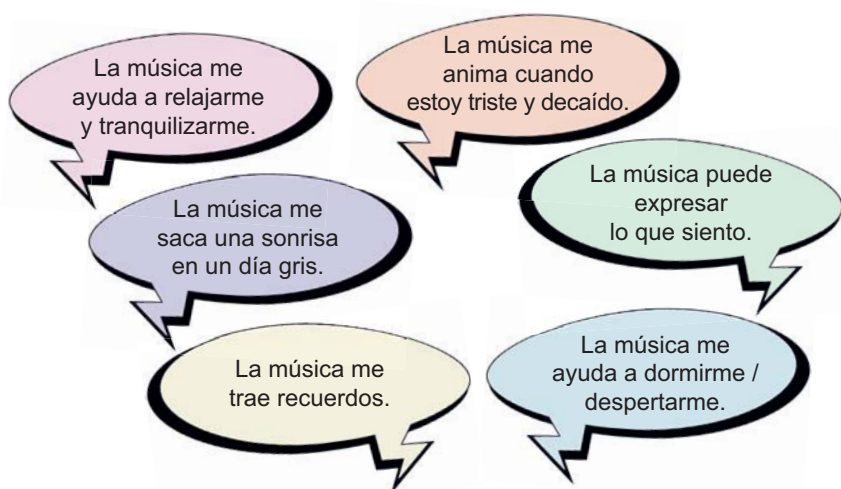 La música me
ayuda a relajarme
y tranquilizarme.
La música me
anima cuando
estoy triste y decaído.
La música me
saca una sonrisa
en un día gris.
La música puede
expresar
lo que siento.
La música me
trae recuerdos.
La música me
ayuda a dormirme /
despertarme.